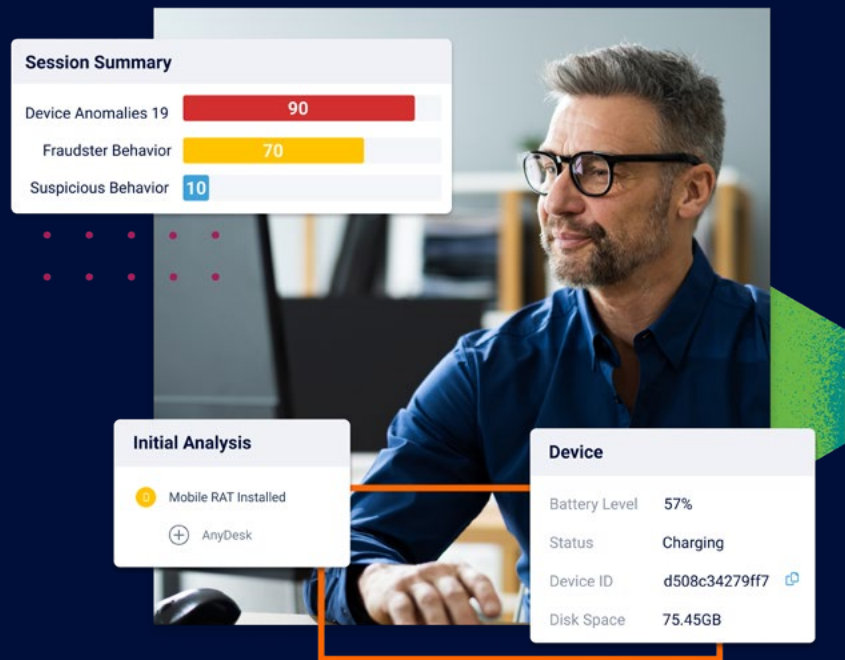 Session Summary
Device Anomalies 19
90
Fraudster Behavior
70
Suspicious Behavior
10
Initial Analysis
Mobile RAT Installed
AnyDesk
Device
Battery Level 57%
Status Charging
Device ID d508c34279ff7
Disk Space 75.45GB